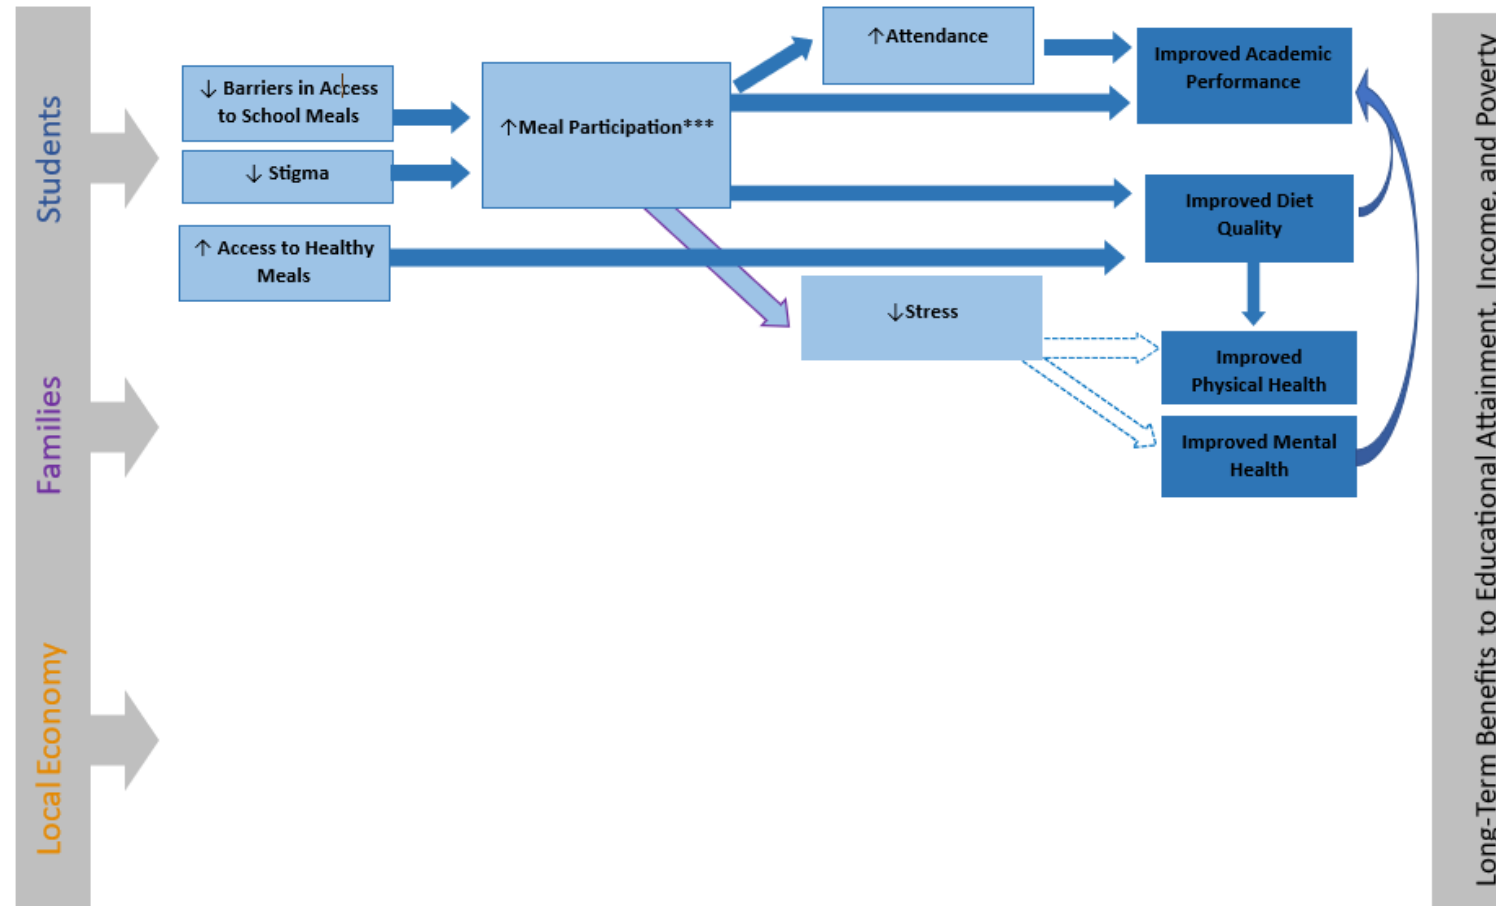 Students
Families
Local Economy
↓ Barriers in Access
to School Meals
↓ Stigma
↑ Access to Healthy
Meals
↑Meal Participation***
↑Attendance
↓Stress
Improved Academic
Performance
Improved Diet
Quality
Improved
Physical Health
Improved Mental
Health
Long-Term Benefits to Educational Attainment, Income, and Poverty